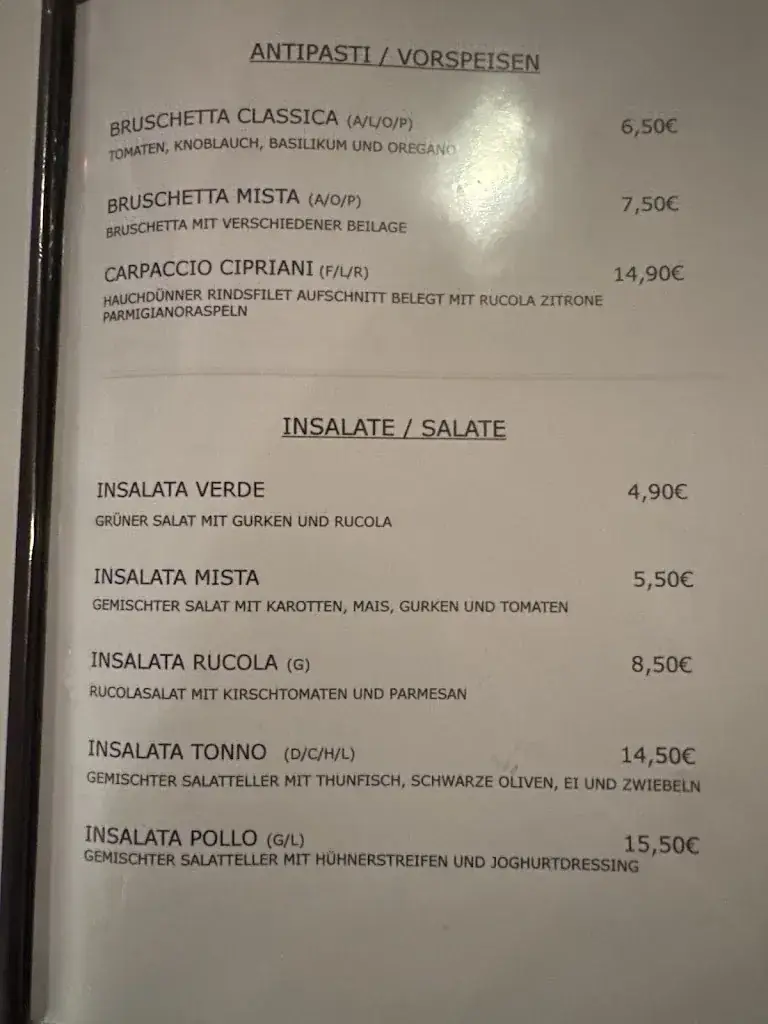 ANTIPASTI / VORSPEISEN
BRUSCHETTA CLASSICA (A/L/O/P) 6,50€
TOMATEN, KNOBLAUCH, BASILIKUM UND OREGANO
BRUSCHETTA MISTA (A/O/P) 7,50€
BRUSCHETTA MIT VERSCHIEDENER BEILAGE
CARPACCIO CIPRIANI (F/L/R) 14,90€
HAUCHDÜNNER RINDSFILET AUFSCHNITT BELEGT MIT RUCOLA ZITRONE
PARMIGIANORASPELN
INSALATE / SALATE
INSALATA VERDE 4,90€
GRÜNER SALAT MIT GURKEN UND RUCOLA
INSALATA MISTA 5,50€
GEMISCHTER SALAT MIT KAROTTEN, MAIS, GURKEN UND TOMATEN
INSALATA RUCOLA (G) 8,50€
RUCOLASALAT MIT KIRSCHTOMATEN UND PARMESAN
INSALATA TONNO (D/C/H/L) 14,50€
GEMISCHTER SALATTELLER MIT THUNFISCH, SCHWARZE OLIVEN, EI UND ZWIEBELN
INSALATA POLLO (G/L) 15,50€
GEMISCHTER SALATTELLER MIT HÜHNERSTREIFEN UND JOGHURTDRESSING